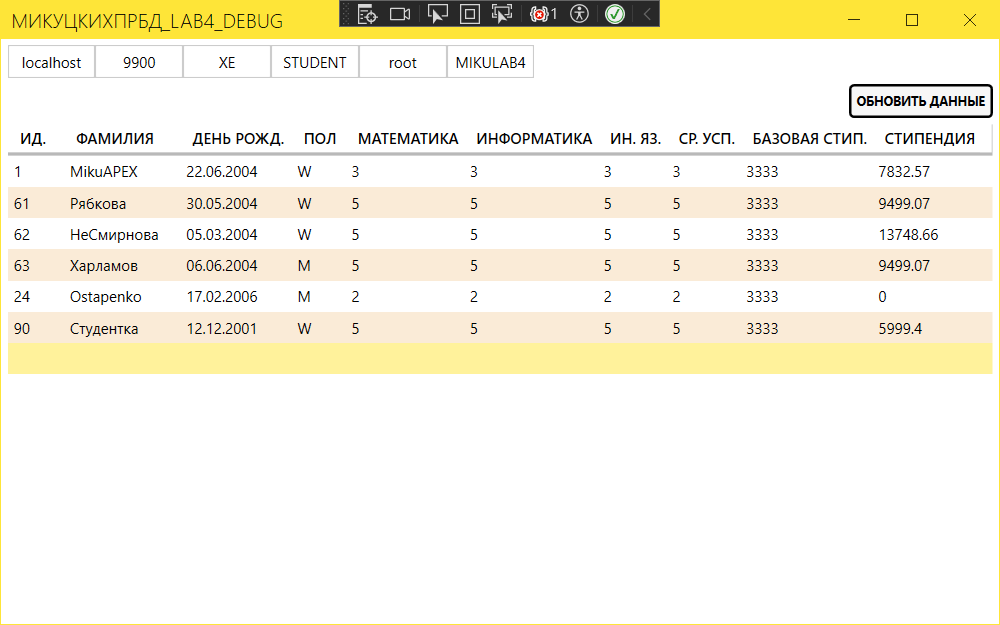 МИКУЦКИХПРБД_LAB4_DEBUG 1
localhost 9900 XE STUDENT root MIKULAB4
ОБНОВИТЬ ДАННЫЕ
ИД. ФАМИЛИЯ ДЕНЬ РОЖД. ПОЛ МАТЕМАТИКА ИНФОРМАТИКА ИН. ЯЗ. СР. УСП. БАЗОВАЯ СТИП. СТИПЕНДИЯ
1 MikuAPEX 22.06.2004 W 3 3 3 3 3333 7832.57
61 Рябкова 30.05.2004 W 5 5 5 5 3333 9499.07
62 НеСмирнова 05.03.2004 W 5 5 5 5 3333 13748.66
63 Харламов 06.06.2004 M 5 5 5 5 3333 9499.07
24 Ostapenko 17.02.2006 M 2 2 2 2 3333 0
90 Студентка 12.12.2001 W 5 5 5 5 3333 5999.4